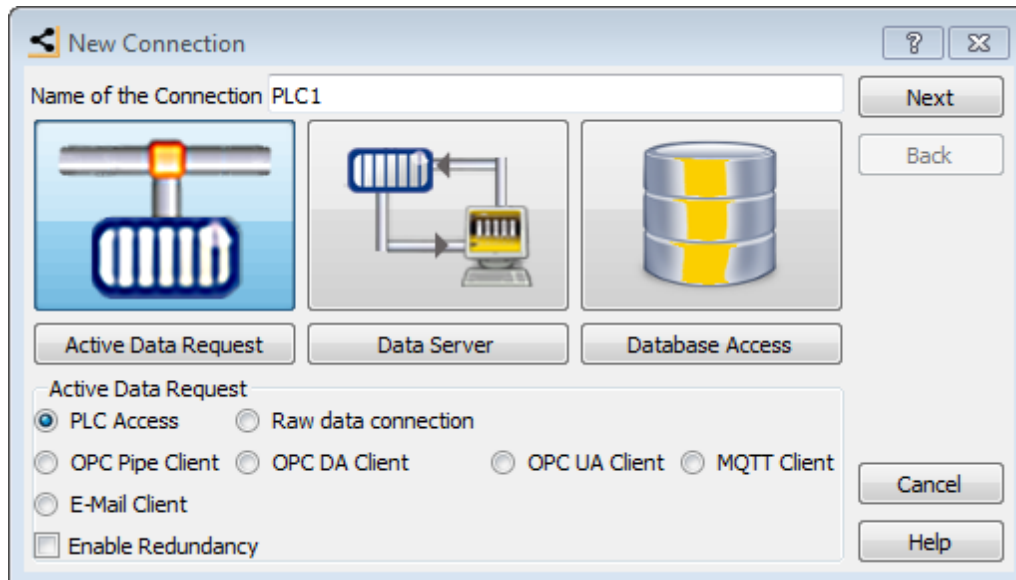 New Connection
Name of the Connection PLC1
Next
Back
Active Data Request Data Server Database Access
Active Data Request
PLC Access Raw data connection
OPC Pipe Client OPC DA Client OPC UA Client MQTT Client
E-Mail Client
Enable Redundancy
Cancel
Help